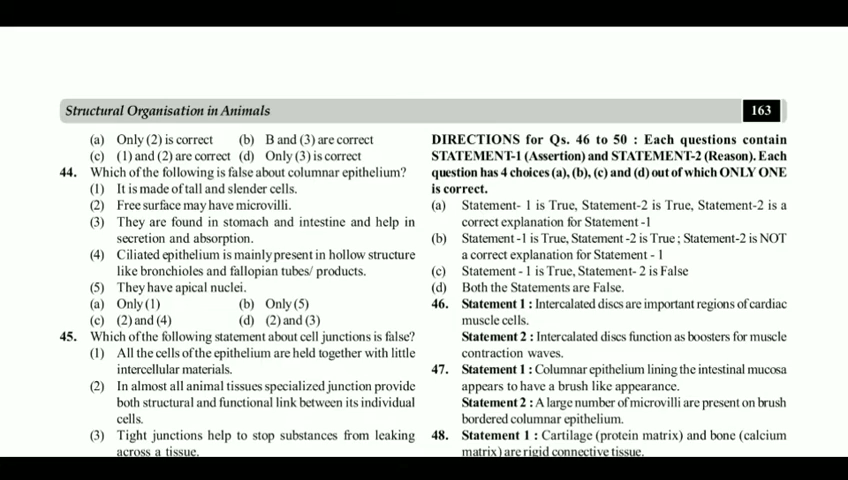 Structural Organisation in Animals
163
(a) Only (2) is correct (b) B and (3) are correct
(c) (1) and (2) are correct (d) Only (3) is correct
44. Which of the following is false about columnar epithelium?
(1) It is made of tall and slender cells.
(2) Free surface may have microvilli.
(3) They are found in stomach and intestine and help in
secretion and absorption.
(4) Ciliated epithelium is mainly present in hollow structure
like bronchioles and fallopian tubes/ products.
(5) They have apical nuclei.
(a) Only (1) (b) Only (5)
(c) (2) and (4) (d) (2) and (3)
45. Which of the following statement about cell junctions is false?
(1) All the cells of the epithelium are held together with little
intercellular materials.
(2) In almost all animal tissues specialized junction provide
both structural and functional link between its individual
cells.
(3) Tight junctions help to stop substances from leaking
across a tissue.
DIRECTIONS for Qs. 46 to 50 : Each questions contain
STATEMENT-1 (Assertion) and STATEMENT-2 (Reason). Each
question has 4 choices (a), (b), (c) and (d) out of which ONLY ONE
is correct.
(a) Statement- 1 is True, Statement-2 is True, Statement-2 is a
correct explanation for Statement -1
(b) Statement -1 is True, Statement -2 is True ; Statement-2 is NOT
a correct explanation for Statement - 1
(c) Statement - 1 is True, Statement- 2 is False
(d) Both the Statements are False.
46. Statement 1 : Intercalated discs are important regions of cardiac
muscle cells.
Statement 2 : Intercalated discs function as boosters for muscle
contraction waves.
47. Statement 1 : Columnar epithelium lining the intestinal mucosa
appears to have a brush like appearance.
Statement 2 : A large number of microvilli are present on brush
bordered columnar epithelium.
48. Statement 1 : Cartilage (protein matrix) and bone (calcium
matrix) are rigid connective tissue.